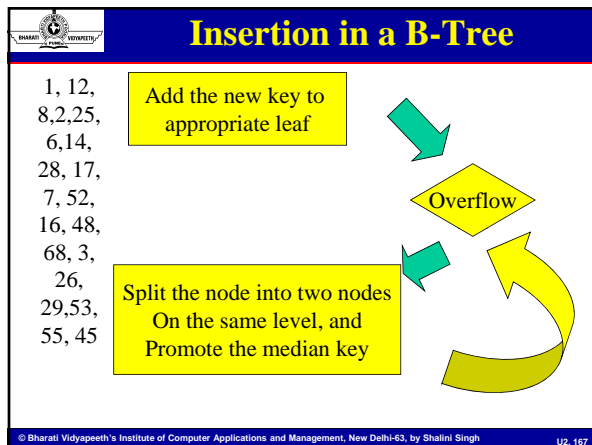 BHARATI VIDYAPEETH
PUNE
Insertion in a B-Tree
1, 12,
8,2,25,
6,14,
28, 17,
7, 52,
16, 48,
68, 3,
26,
29,53,
55, 45
Add the new key to
appropriate leaf
Overflow
Split the node into two nodes
On the same level, and
Promote the median key
© Bharati Vidyapeeth's Institute of Computer Applications and Management, New Delhi-63, by Shalini Singh
U2. 167